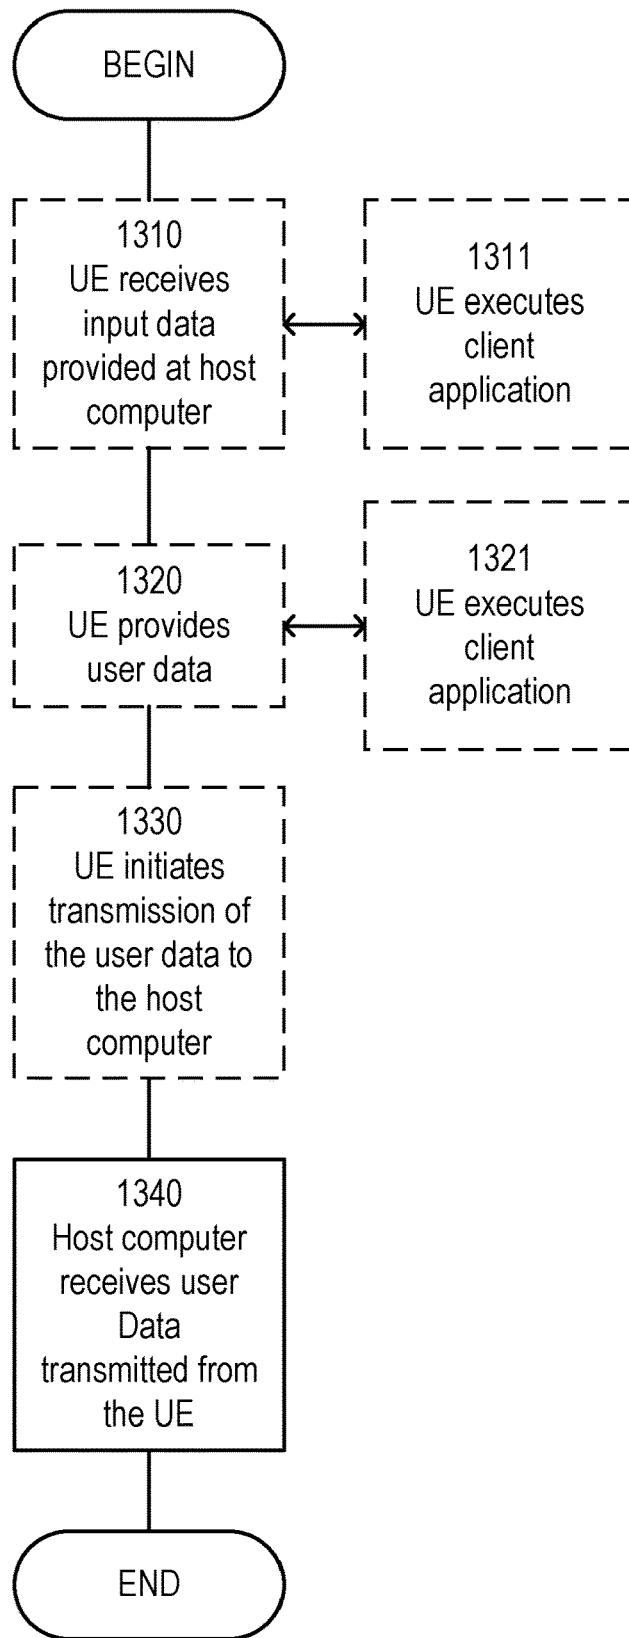 BEGIN
1310
UE receives
input data
provided at host
computer
1311
UE executes
client
application
1320
UE provides
user data
1321
UE executes
client
application
1330
UE initiates
transmission of
the user data to
the host
computer
1340
Host computer
receives user
Data
transmitted from
the UE
END